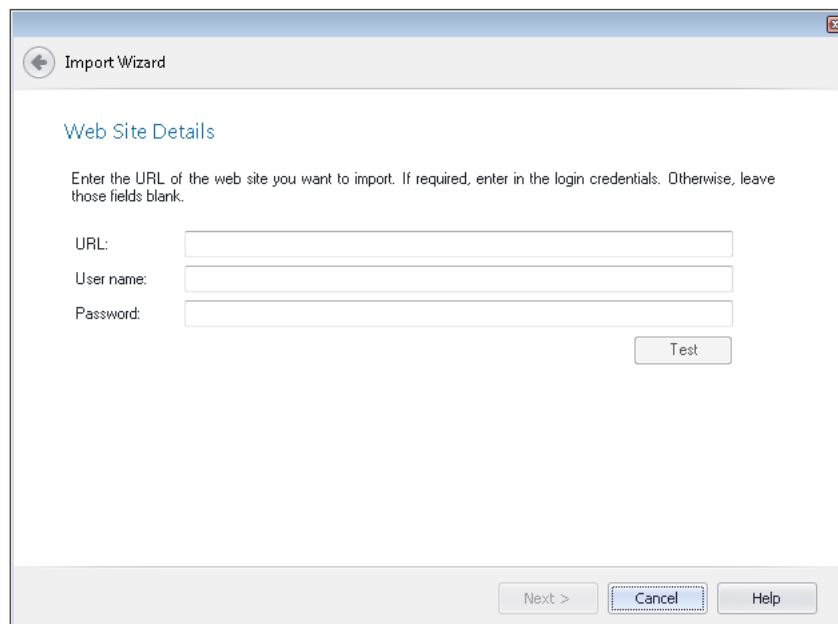 Import Wizard
Web Site Details
Enter the URL of the web site you want to import. If required, enter in the login credentials. Otherwise, leave
those fields blank.
URL:
User name:
Password:
Test
Next >
Cancel
Help